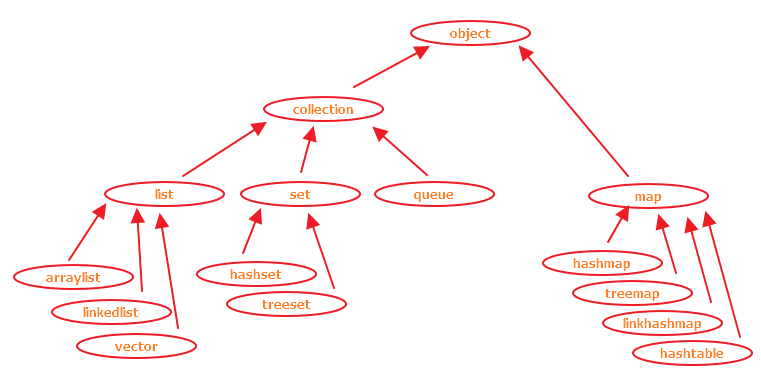 object
collection
list
set
queue
map
arraylist
hashset
hashmap
linkedlist
treeset
treemap
vector
linkhashmap
hashtable